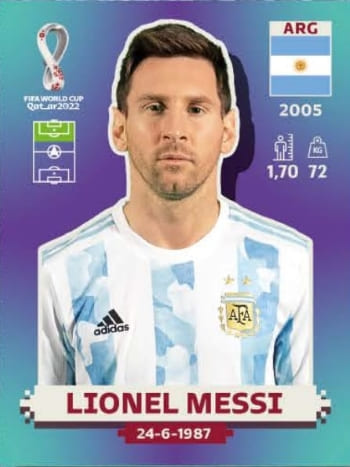 ARG
FIFA WORLD CUP
Qatar2022
2005
KG
1,70 72
adidas
AFA
LIONEL MESSI
24-6-1987